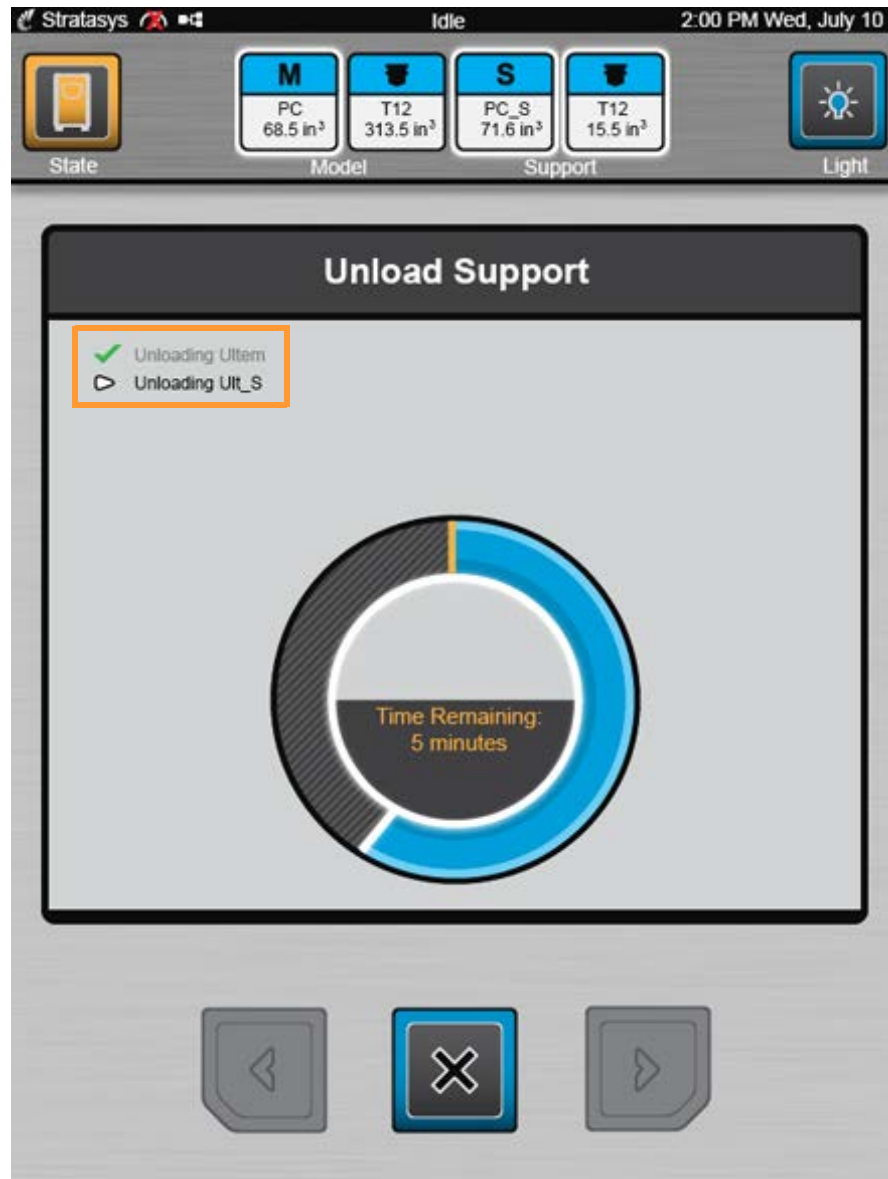 Stratasys Idle 2:00 PM Wed, July 10
M S
PC T12 PC_S T12
68.5 in³ 313.5 in³ 71.6 in³ 15.5 in³
State Model Support Light
Unload Support
Unloading Ultem
Unloading Ult_S
Time Remaining:
5 minutes